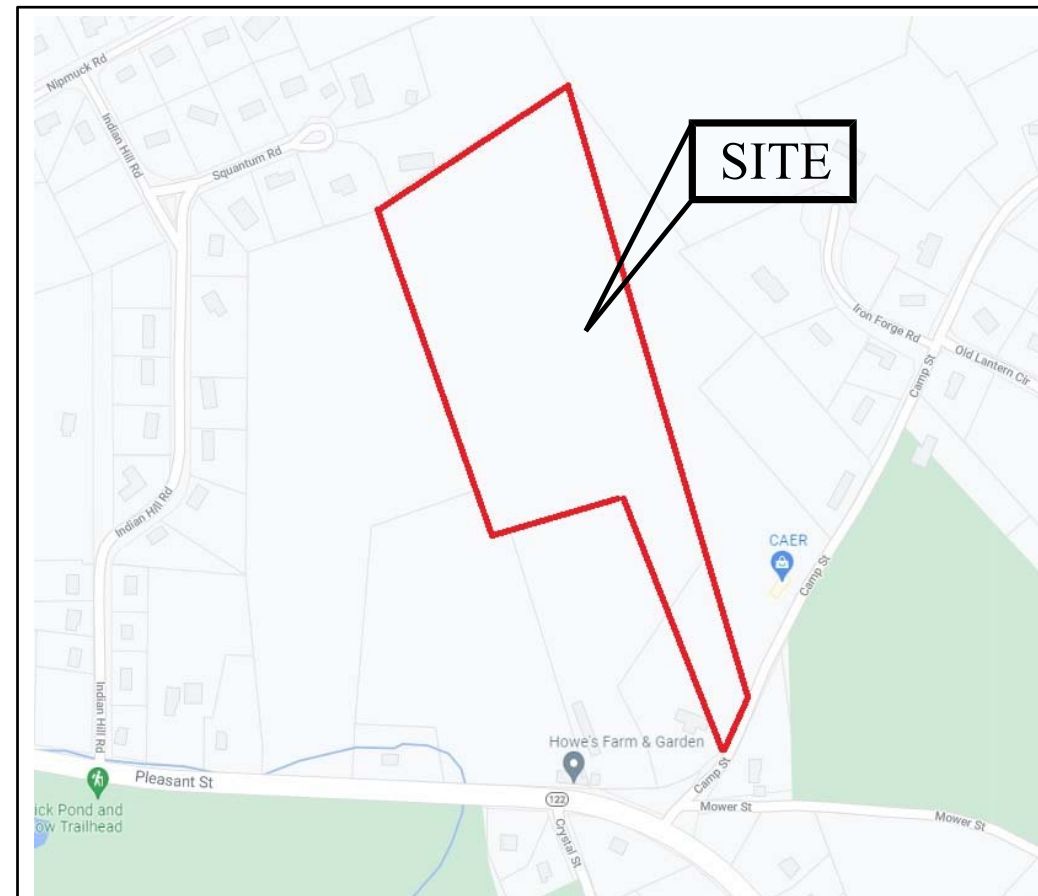 Nipmuck Rd
Indian Hill Rd
Squantum Rd
SITE
Iron Forge Rd
Old Lantern Cir
Camp St
Indian Hill Rd
CAER
Camp St
Indian Hill Rd
Howe's Farm & Garden
Pleasant St
Camp St
122
Mower St
Mower St
ick Pond and
ow Trailhead
Crystal St